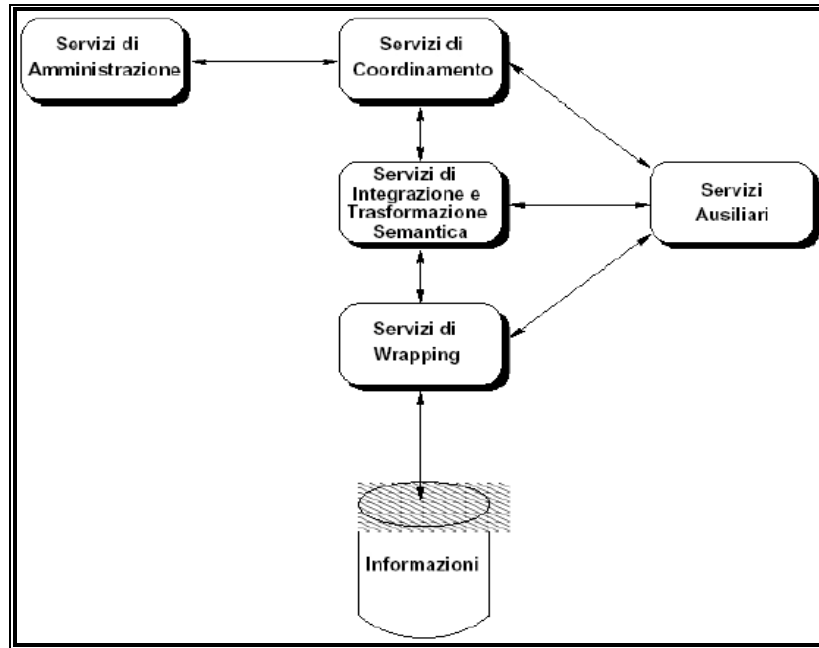 Servizi di
Amministrazione
Servizi di
Coordinamento
Servizi di
Integrazione e
Trasformazione
Semantica
Servizi
Ausiliari
Servizi di
Wrapping
Informazioni